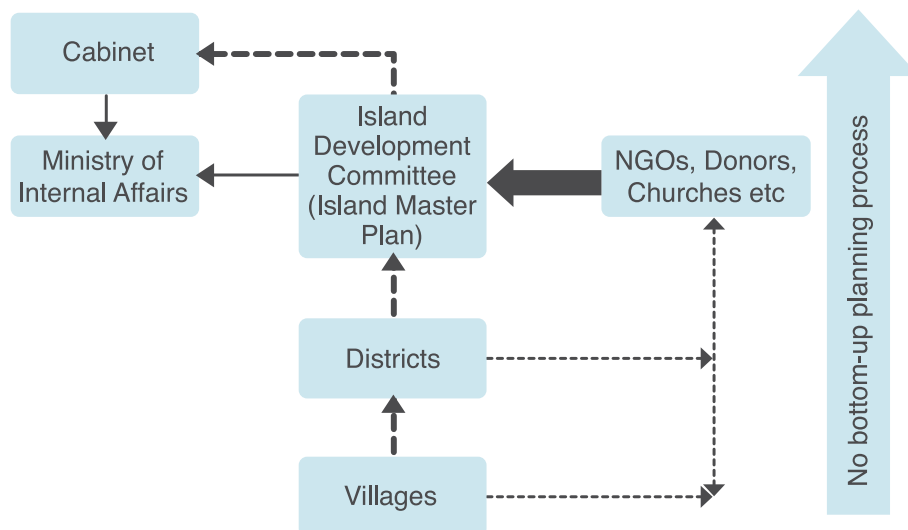 Cabinet
Island
Development
Committee
(Island Master
Plan)
Ministry of
Internal Affairs
NGOs, Donors,
Churches etc
Districts
Villages
No bottom-up planning process